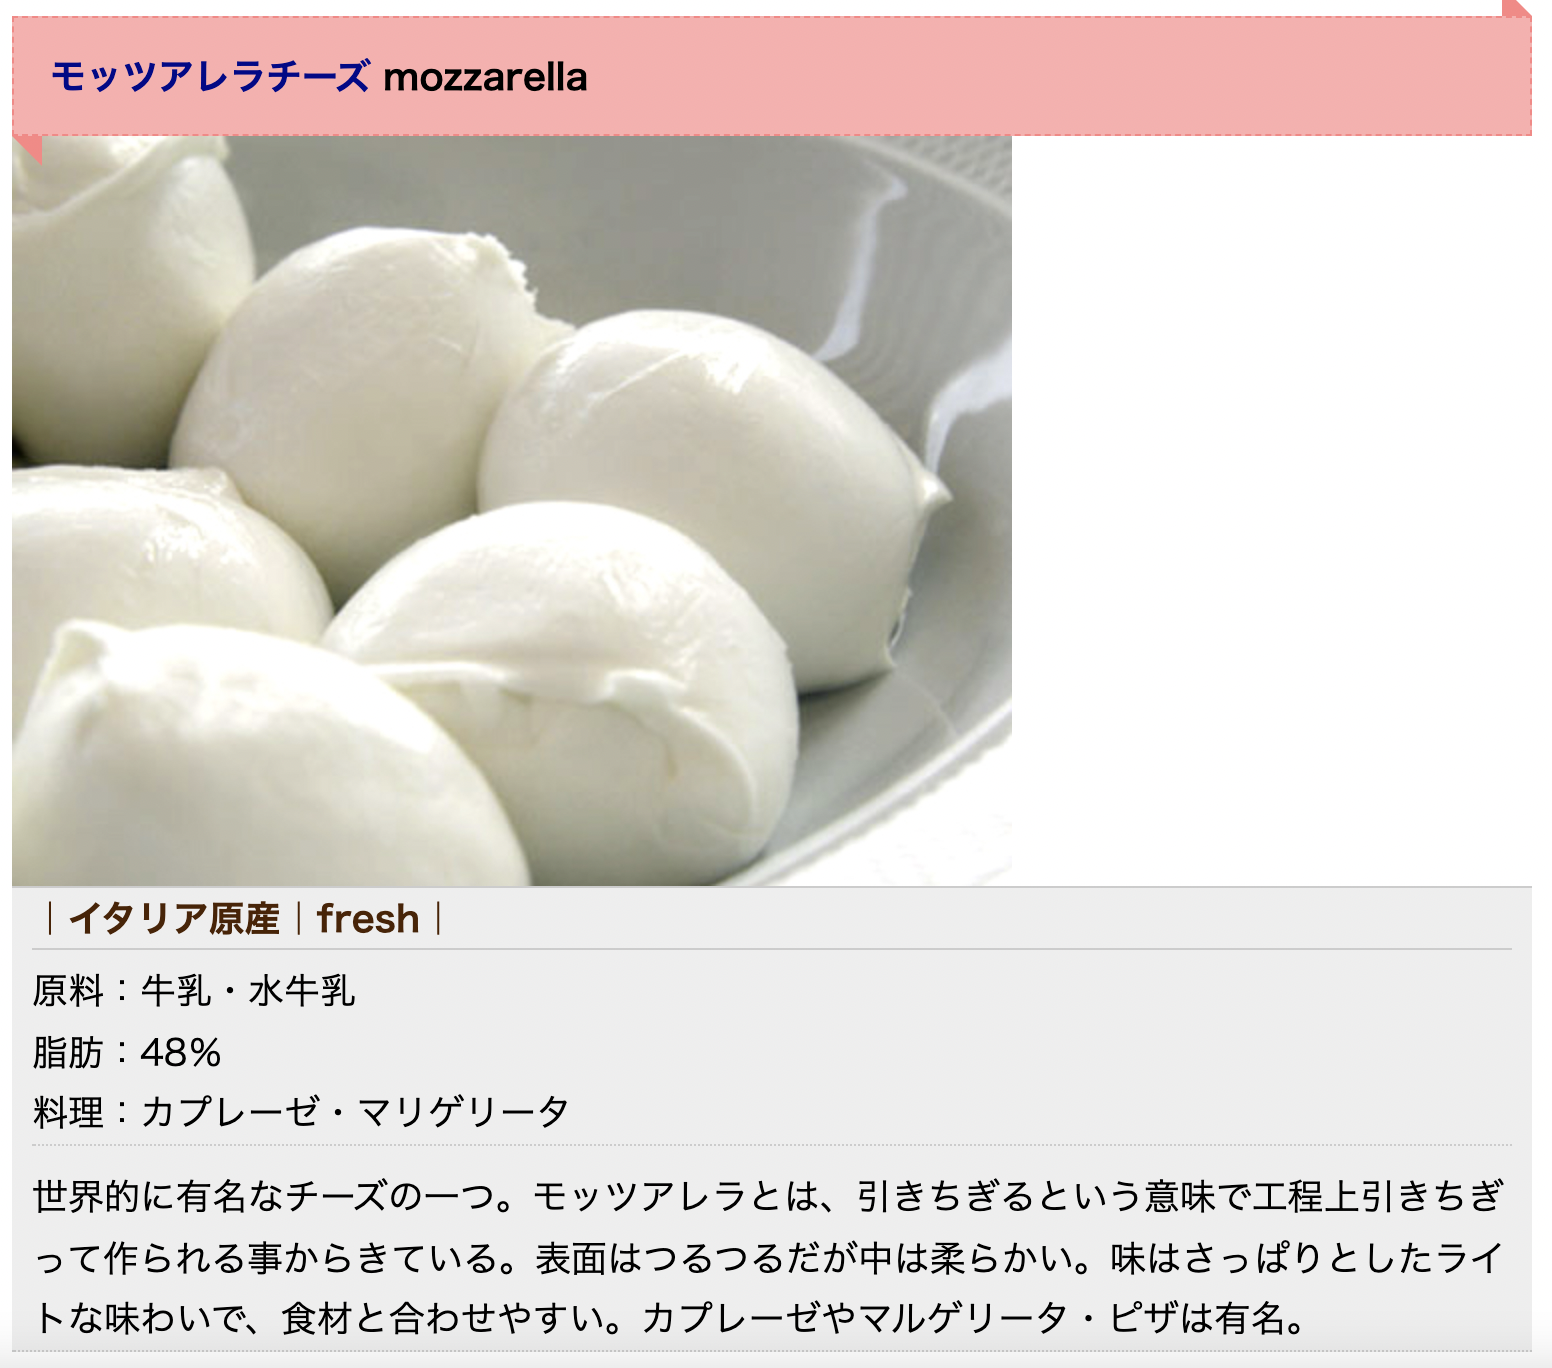 モッツアレラチーズ mozzarella
｜イタリア原産｜fresh｜
原料：牛乳・水牛乳
脂肪：48%
料理：カプレーゼ・マリゲリータ
世界的に有名なチーズの一つ。モッツアレラとは、引きちぎるという意味で工程上引きちぎ
って作られる事からきている。表面はつるつるだが中は柔らかい。味はさっぱりとしたライ
トな味わいで、食材と合わせやすい。カプレーゼやマルゲリータ・ピザは有名。